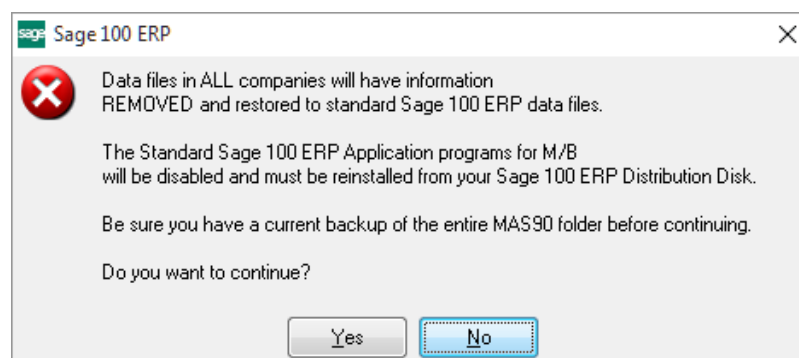 sage Sage 100 ERP
Data files in ALL companies will have information
REMOVED and restored to standard Sage 100 ERP data files.
The Standard Sage 100 ERP Application programs for M/B
will be disabled and must be reinstalled from your Sage 100 ERP Distribution Disk.
Be sure you have a current backup of the entire MAS90 folder before continuing.
Do you want to continue?
Yes No